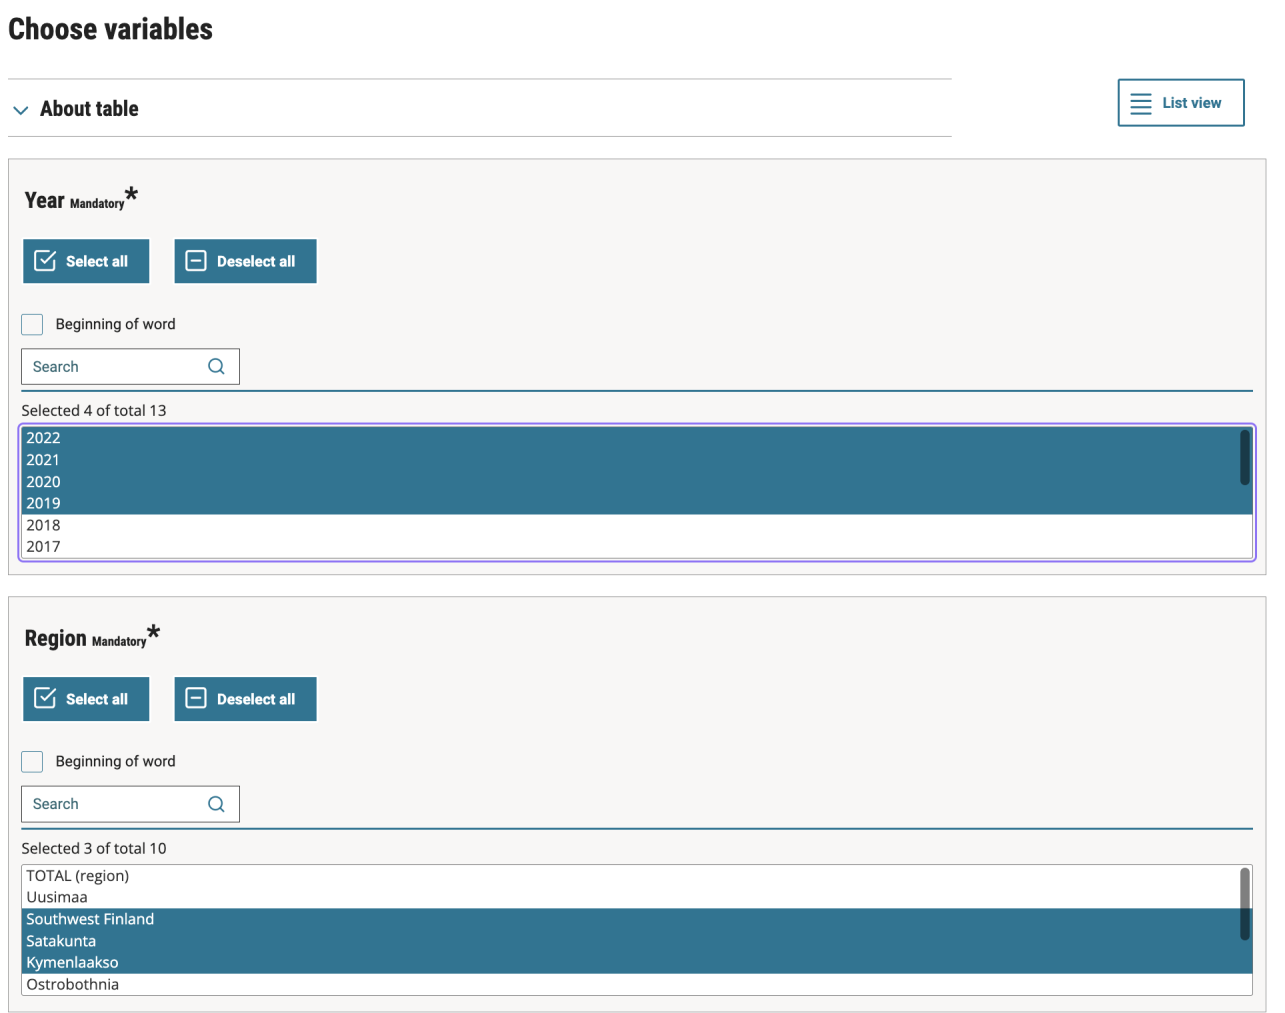 Choose variables
About table
List view
Year Mandatory*
Select all
Deselect all
Beginning of word
Search
Selected 4 of total 13
2022
2021
2020
2019
2018
2017
Region Mandatory*
Select all
Deselect all
Beginning of word
Search
Selected 3 of total 10
TOTAL (region)
Uusimaa
Southwest Finland
Satakunta
Kymenlaakso
Ostrobothnia